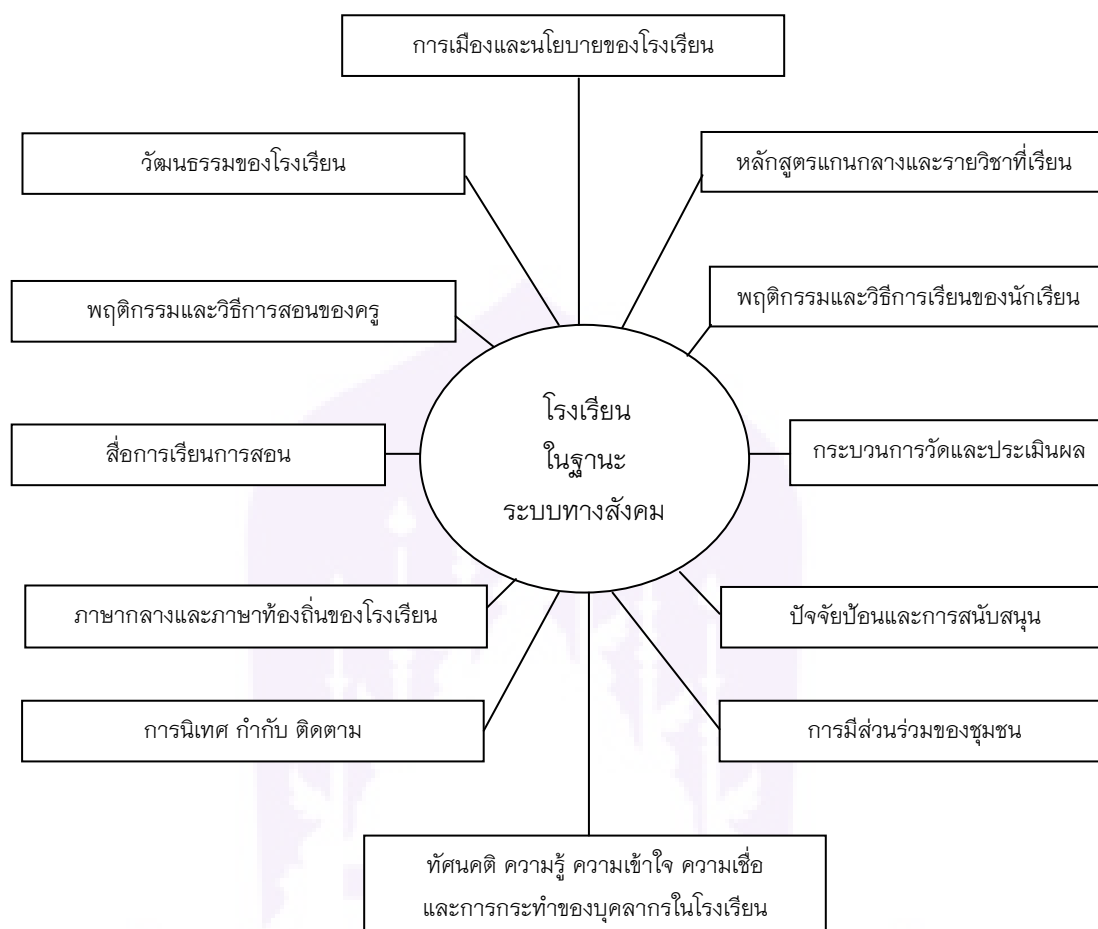 การเมืองและนโยบายของโรงเรียน
วัฒนธรรมของโรงเรียน
หลักสูตรแกนกลางและรายวิชาที่เรียน
พฤติกรรมและวิธีการสอนของครู
พฤติกรรมและวิธีการเรียนของนักเรียน
โรงเรียน
ในฐานะ
ระบบทางสังคม
สื่อการเรียนการสอน
กระบวนการวัดและประเมินผล
ภาษากลางและภาษาท้องถิ่นของโรงเรียน
ปัจจัยป้อนและการสนับสนุน
การนิเทศ กำกับ ติดตาม
การมีส่วนร่วมของชุมชน
ทัศนคติ ความรู้ ความเข้าใจ ความเชื่อ
และการกระทำของบุคลากรในโรงเรียน